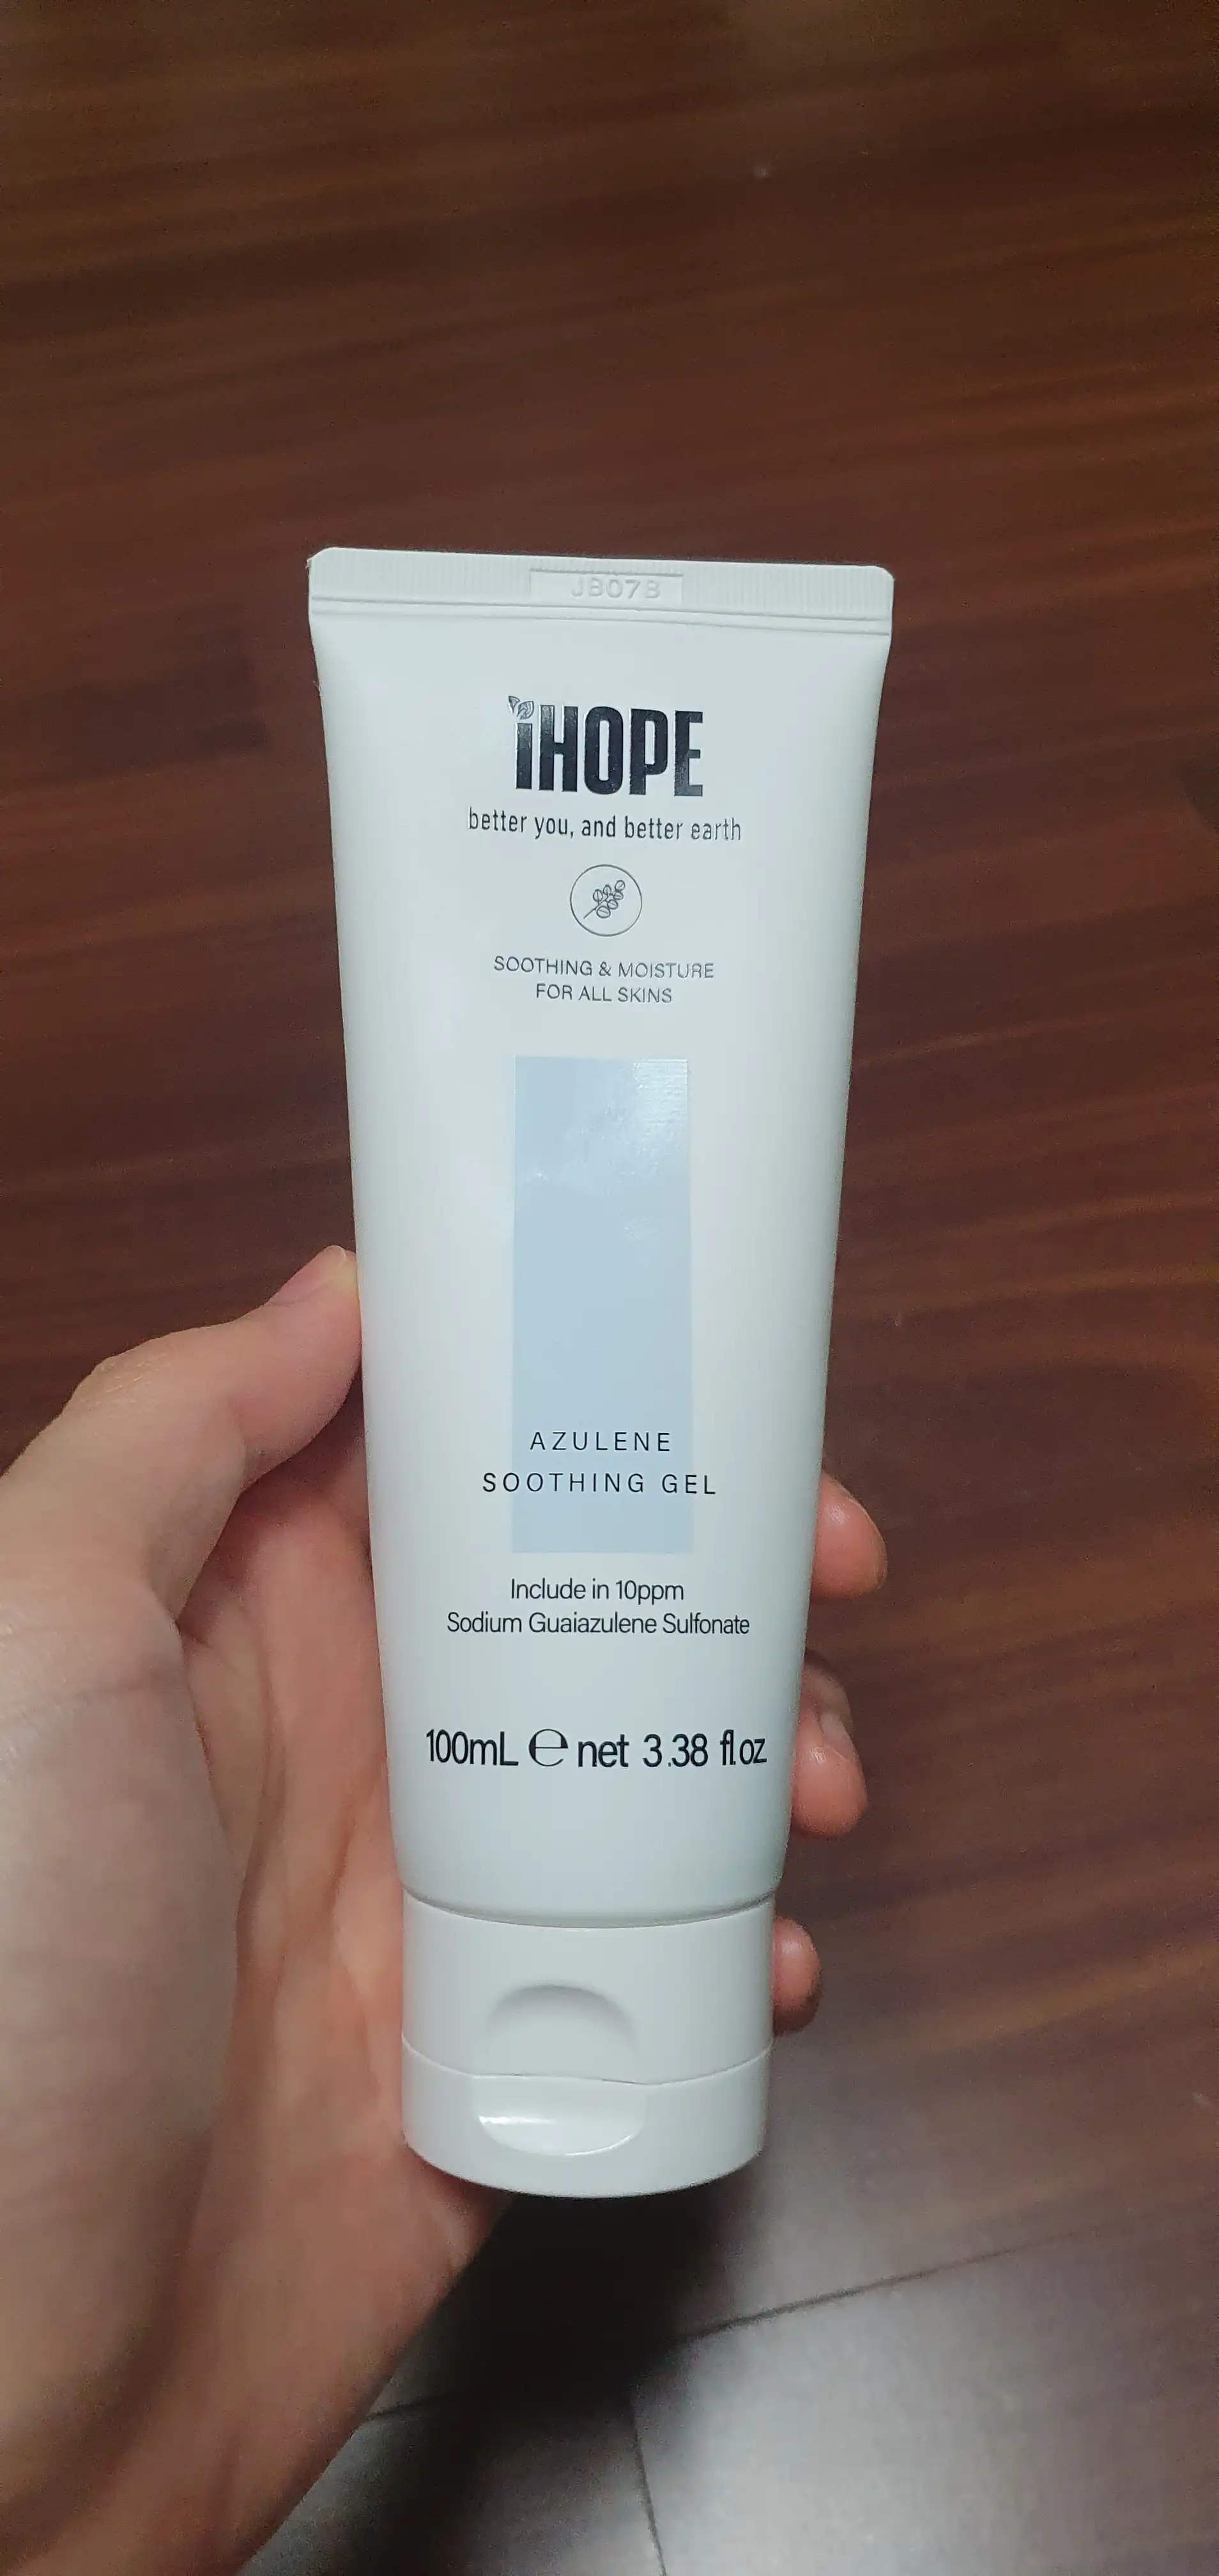 JB07B
iHOPE
better you, and better earth
SOOTHING & MOISTURE
FOR ALL SKINS
AZULENE
SOOTHING GEL
Include in 10ppm
Sodium Guaiazulene Sulfonate
100mL ℮ net 3.38 fl.oz